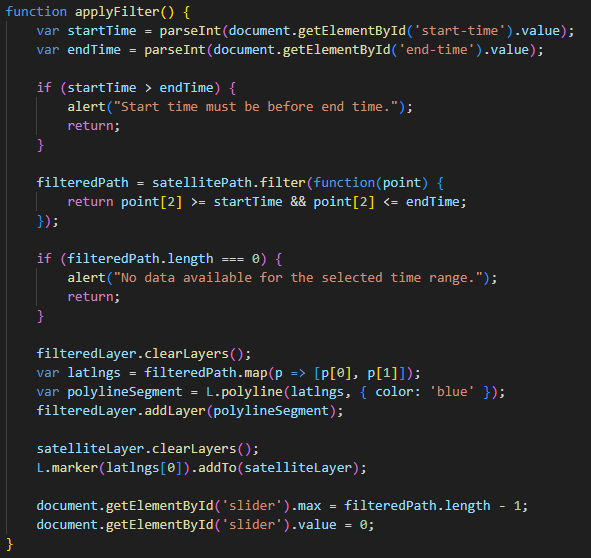 function applyFilter() {
    var startTime = parseInt(document.getElementById('start-time').value);
    var endTime = parseInt(document.getElementById('end-time').value);

    if (startTime > endTime) {
        alert("Start time must be before end time.");
        return;
    }

    filteredPath = satellitePath.filter(function(point) {
        return point[2] >= startTime && point[2] <= endTime;
    });

    if (filteredPath.length === 0) {
        alert("No data available for the selected time range.");
        return;
    }

    filteredLayer.clearLayers();
    var latlngs = filteredPath.map(p => [p[0], p[1]]);
    var polylineSegment = L.polyline(latlngs, { color: 'blue' });
    filteredLayer.addLayer(polylineSegment);

    satelliteLayer.clearLayers();
    L.marker(latlngs[0]).addTo(satelliteLayer);

    document.getElementById('slider').max = filteredPath.length - 1;
    document.getElementById('slider').value = 0;
}